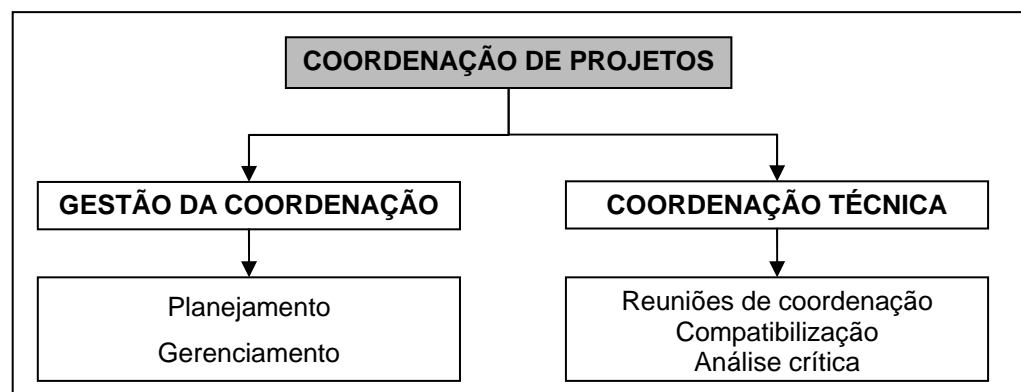 COORDENAÇÃO DE PROJETOS
GESTÃO DA COORDENAÇÃO
COORDENAÇÃO TÉCNICA
Planejamento
Gerenciamento
Reuniões de coordenação
Compatibilização
Análise crítica